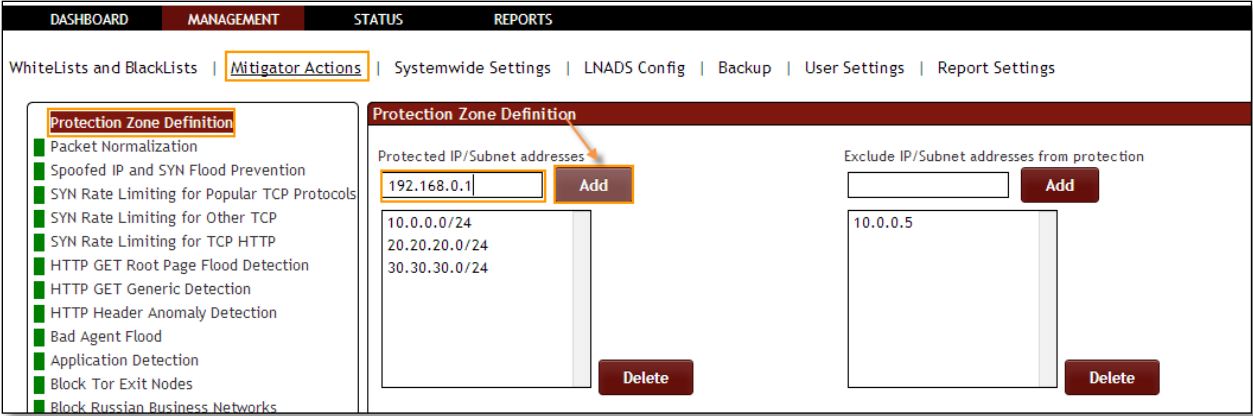 DASHBOARD MANAGEMENT STATUS REPORTS
WhiteLists and BlackLists | Mitigator Actions | Systemwide Settings | LNADS Config | Backup | User Settings | Report Settings
Protection Zone Definition
Packet Normalization
Spoofed IP and SYN Flood Prevention
SYN Rate Limiting for Popular TCP Protocols
SYN Rate Limiting for Other TCP
SYN Rate Limiting for TCP HTTP
HTTP GET Root Page Flood Detection
HTTP GET Generic Detection
HTTP Header Anomaly Detection
Bad Agent Flood
Application Detection
Block Tor Exit Nodes
Block Russian Business Networks
Protection Zone Definition
Protected IP/Subnet addresses
192.168.0.1 Add
10.0.0.0/24
20.20.20.0/24
30.30.30.0/24
Delete
Exclude IP/Subnet addresses from protection
Add
10.0.0.5
Delete